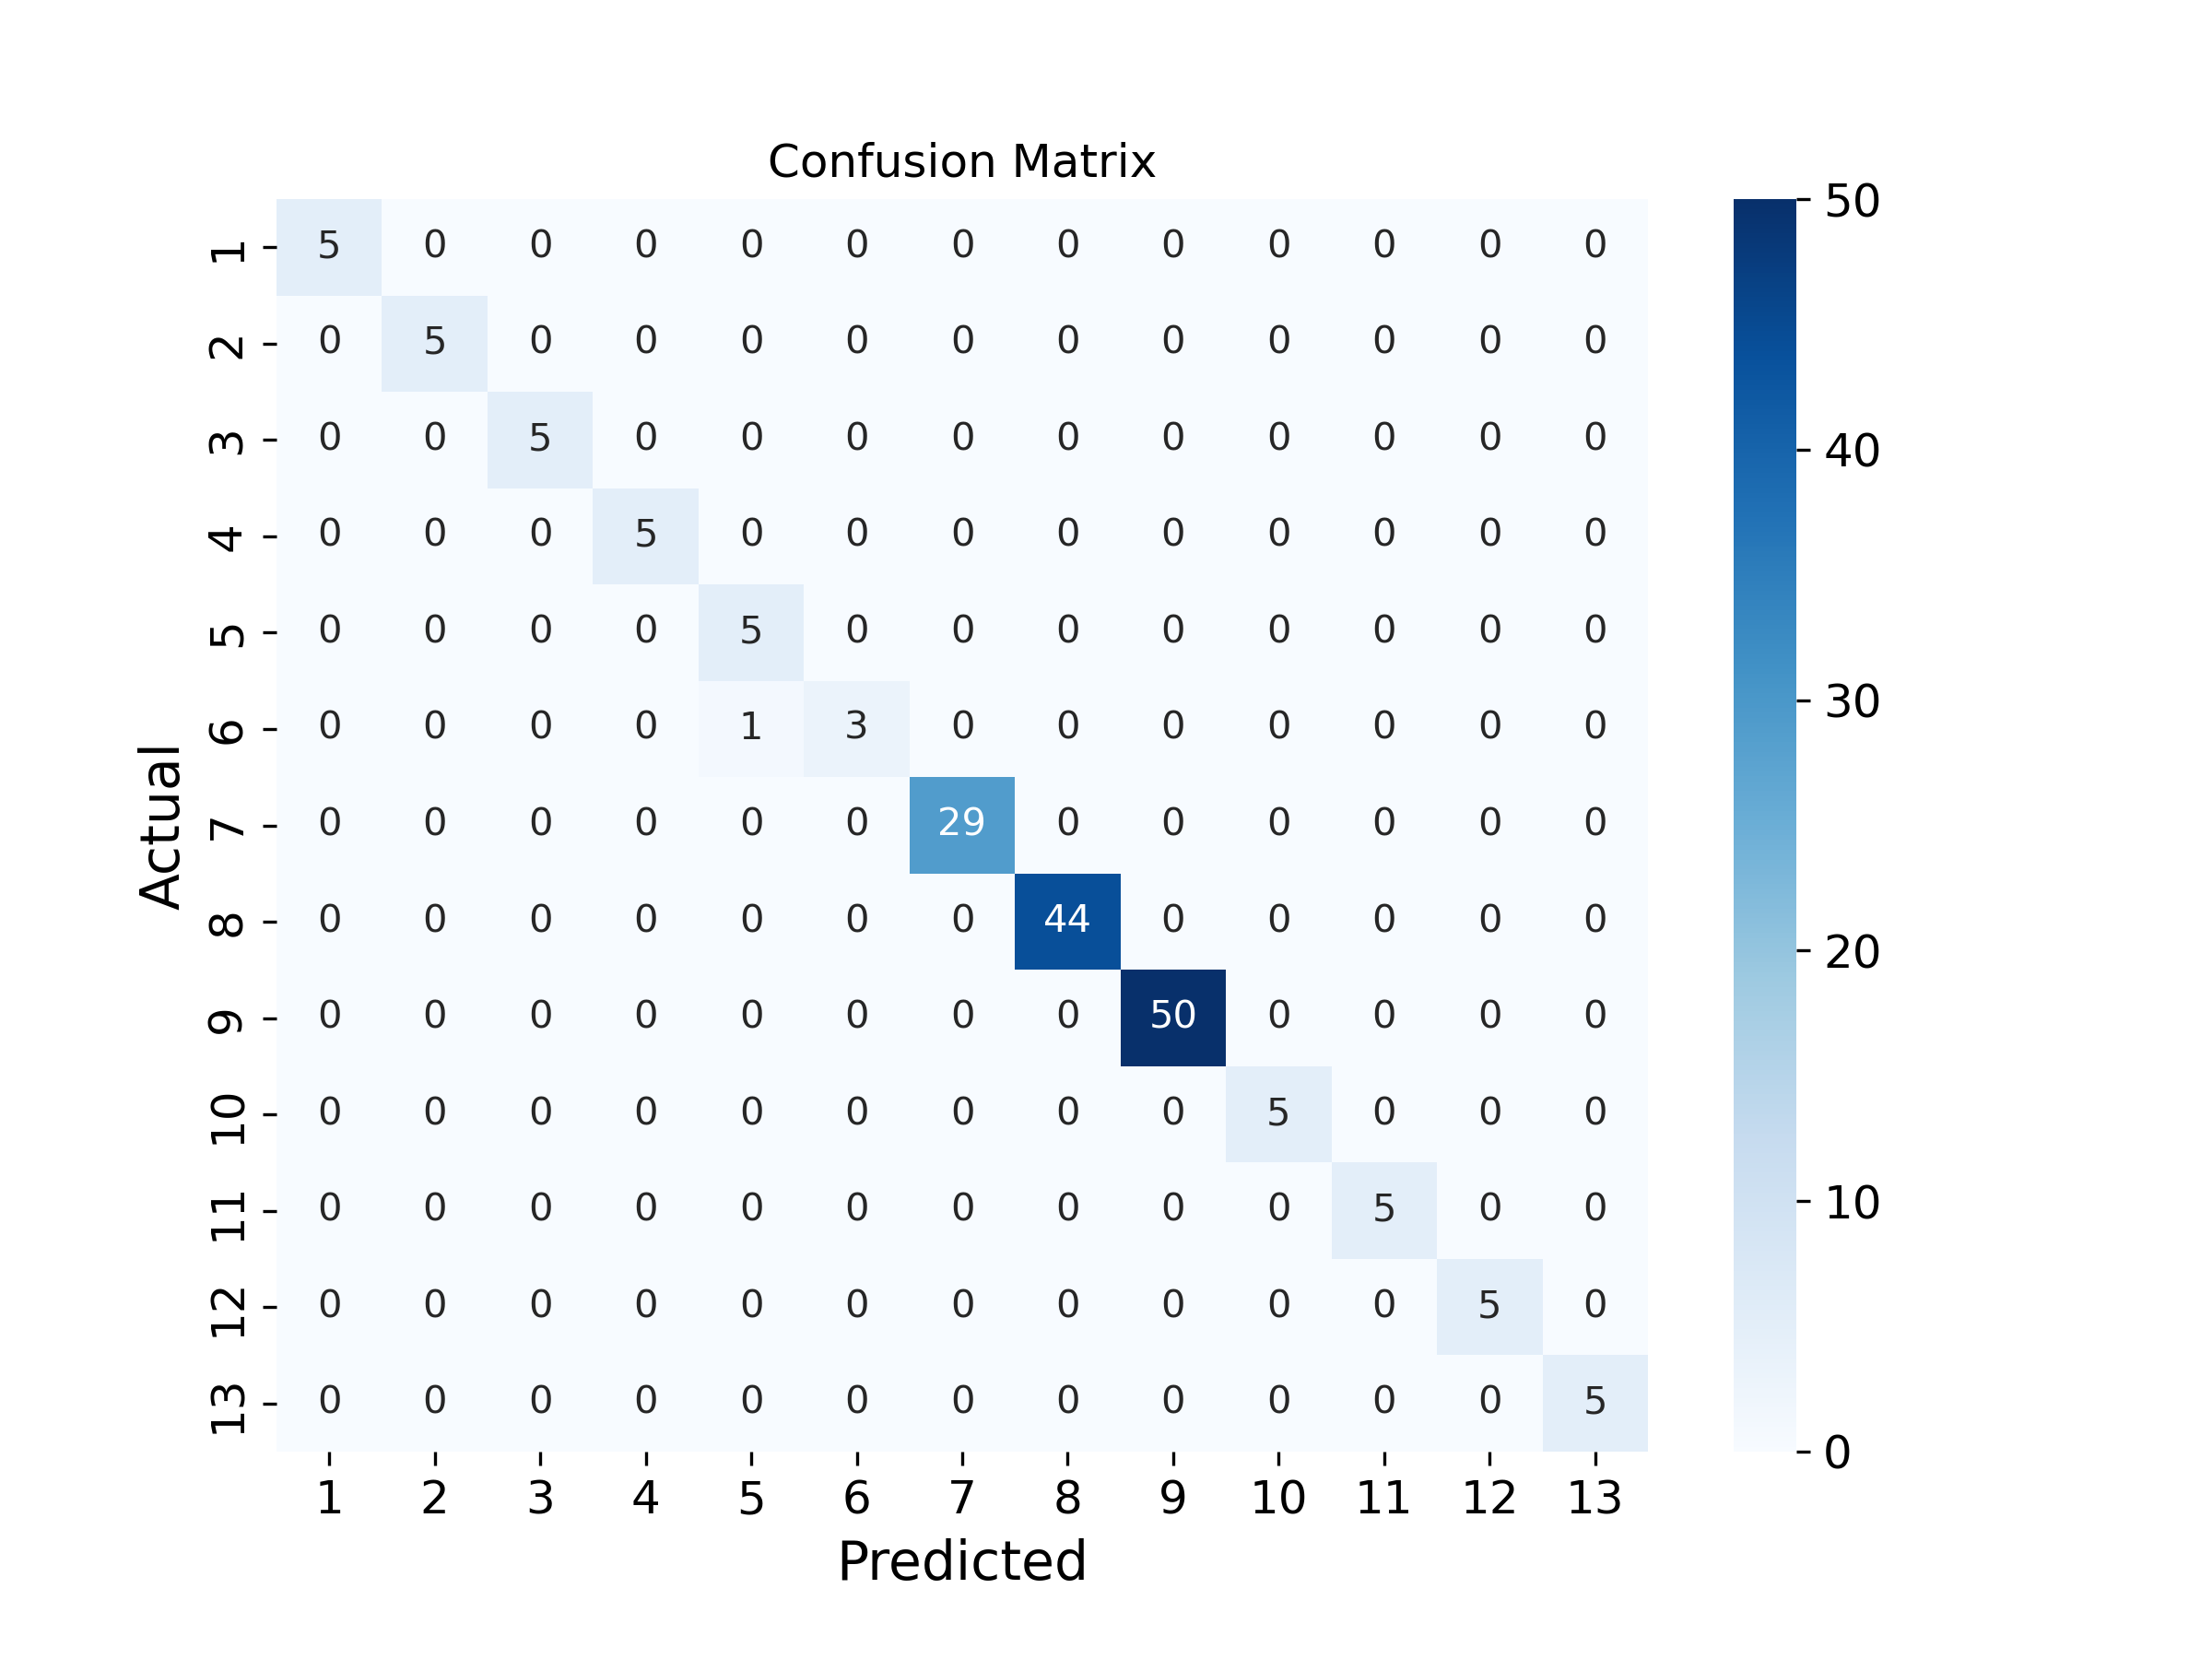 Confusion Matrix
Actual
1 5 0 0 0 0 0 0 0 0 0 0 0 0
2 0 5 0 0 0 0 0 0 0 0 0 0 0
3 0 0 5 0 0 0 0 0 0 0 0 0 0
4 0 0 0 5 0 0 0 0 0 0 0 0 0
5 0 0 0 0 5 0 0 0 0 0 0 0 0
6 0 0 0 0 1 3 0 0 0 0 0 0 0
7 0 0 0 0 0 0 29 0 0 0 0 0 0
8 0 0 0 0 0 0 0 44 0 0 0 0 0
9 0 0 0 0 0 0 0 0 50 0 0 0 0
10 0 0 0 0 0 0 0 0 0 5 0 0 0
11 0 0 0 0 0 0 0 0 0 0 5 0 0
12 0 0 0 0 0 0 0 0 0 0 0 5 0
13 0 0 0 0 0 0 0 0 0 0 0 0 5
1 2 3 4 5 6 7 8 9 10 11 12 13
Predicted
50
40
30
20
10
0